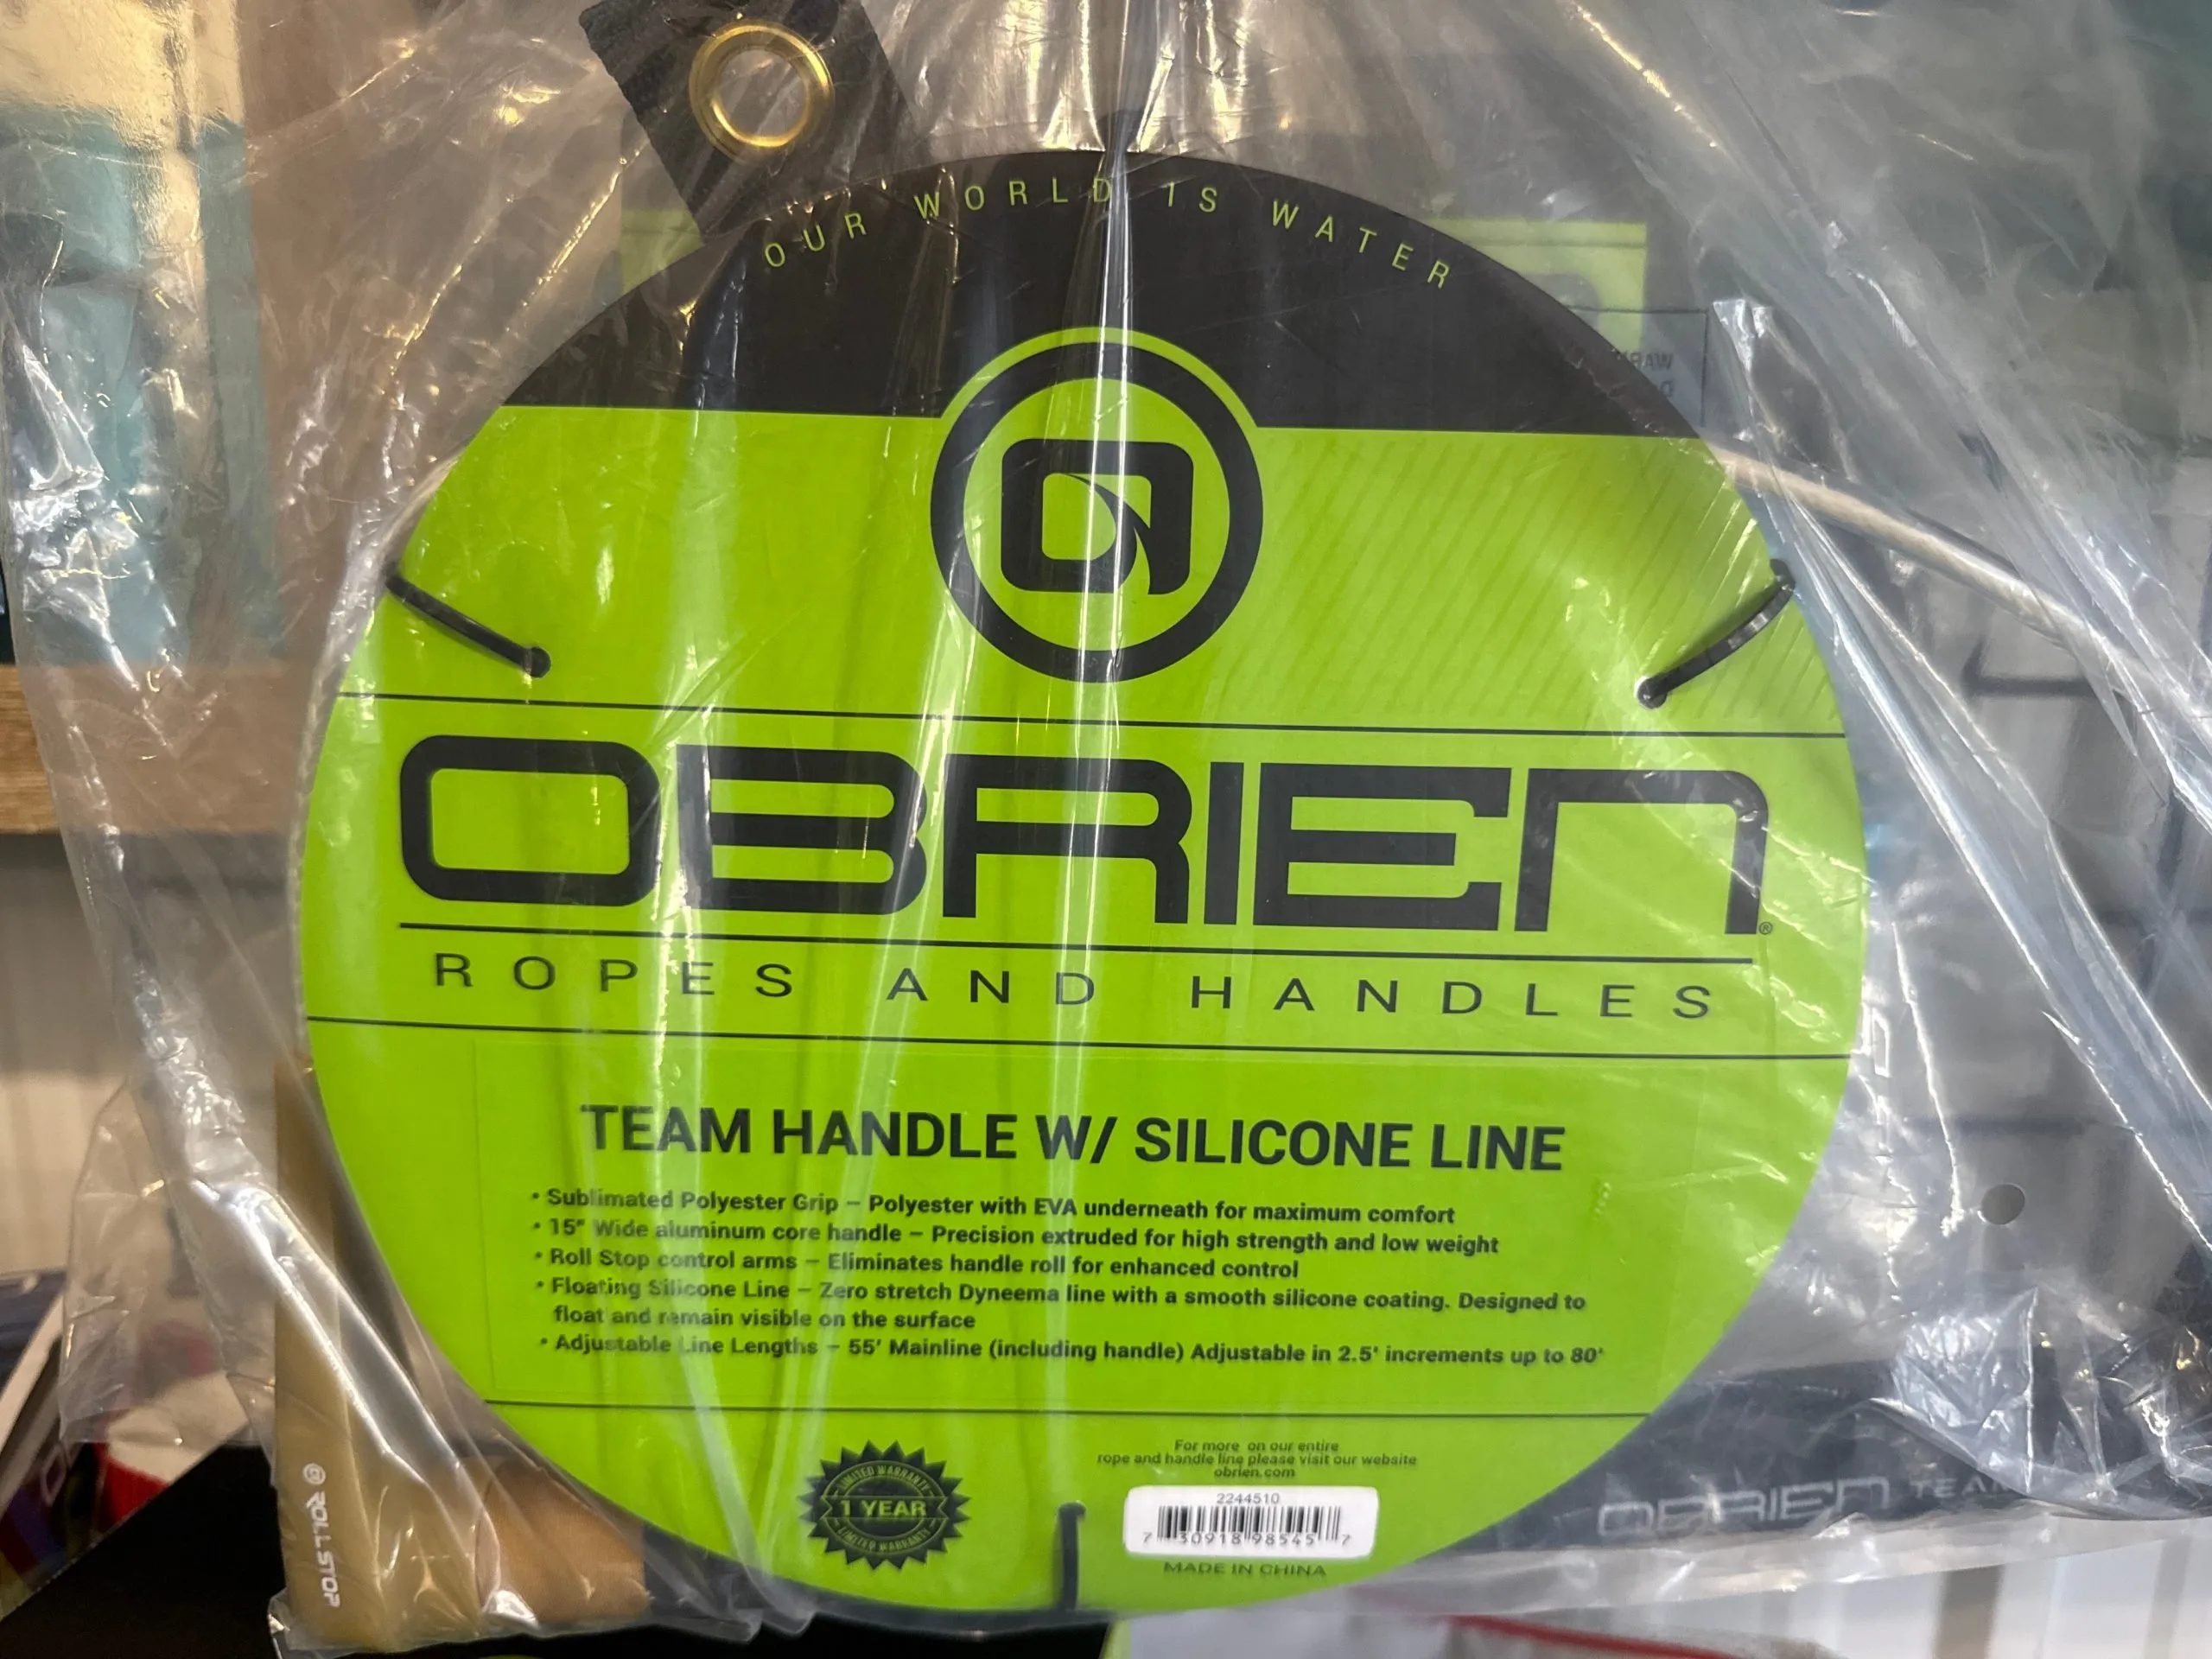 OUR WORLD IS WATER
OBRIEN®
ROPES AND HANDLES
TEAM HANDLE W/ SILICONE LINE
• Sublimated Polyester Grip – Polyester with EVA underneath for maximum comfort
• 15" Wide aluminum core handle – Precision extruded for high strength and low weight
• Roll Stop control arms – Eliminates handle roll for enhanced control
• Floating Silicone Line – Zero stretch Dyneema line with a smooth silicone coating. Designed to
float and remain visible on the surface
• Adjustable Line Lengths – 55' Mainline (including handle) Adjustable in 2.5' increments up to 80'
For more on our entire
rope and handle line please visit our website
obrien.com
LIMITED WARRANTY
1 YEAR
LIMITED WARRANTY
2244510
7 30918 98545 7
MADE IN CHINA
ROLL STOP
OBRIEN TEAM